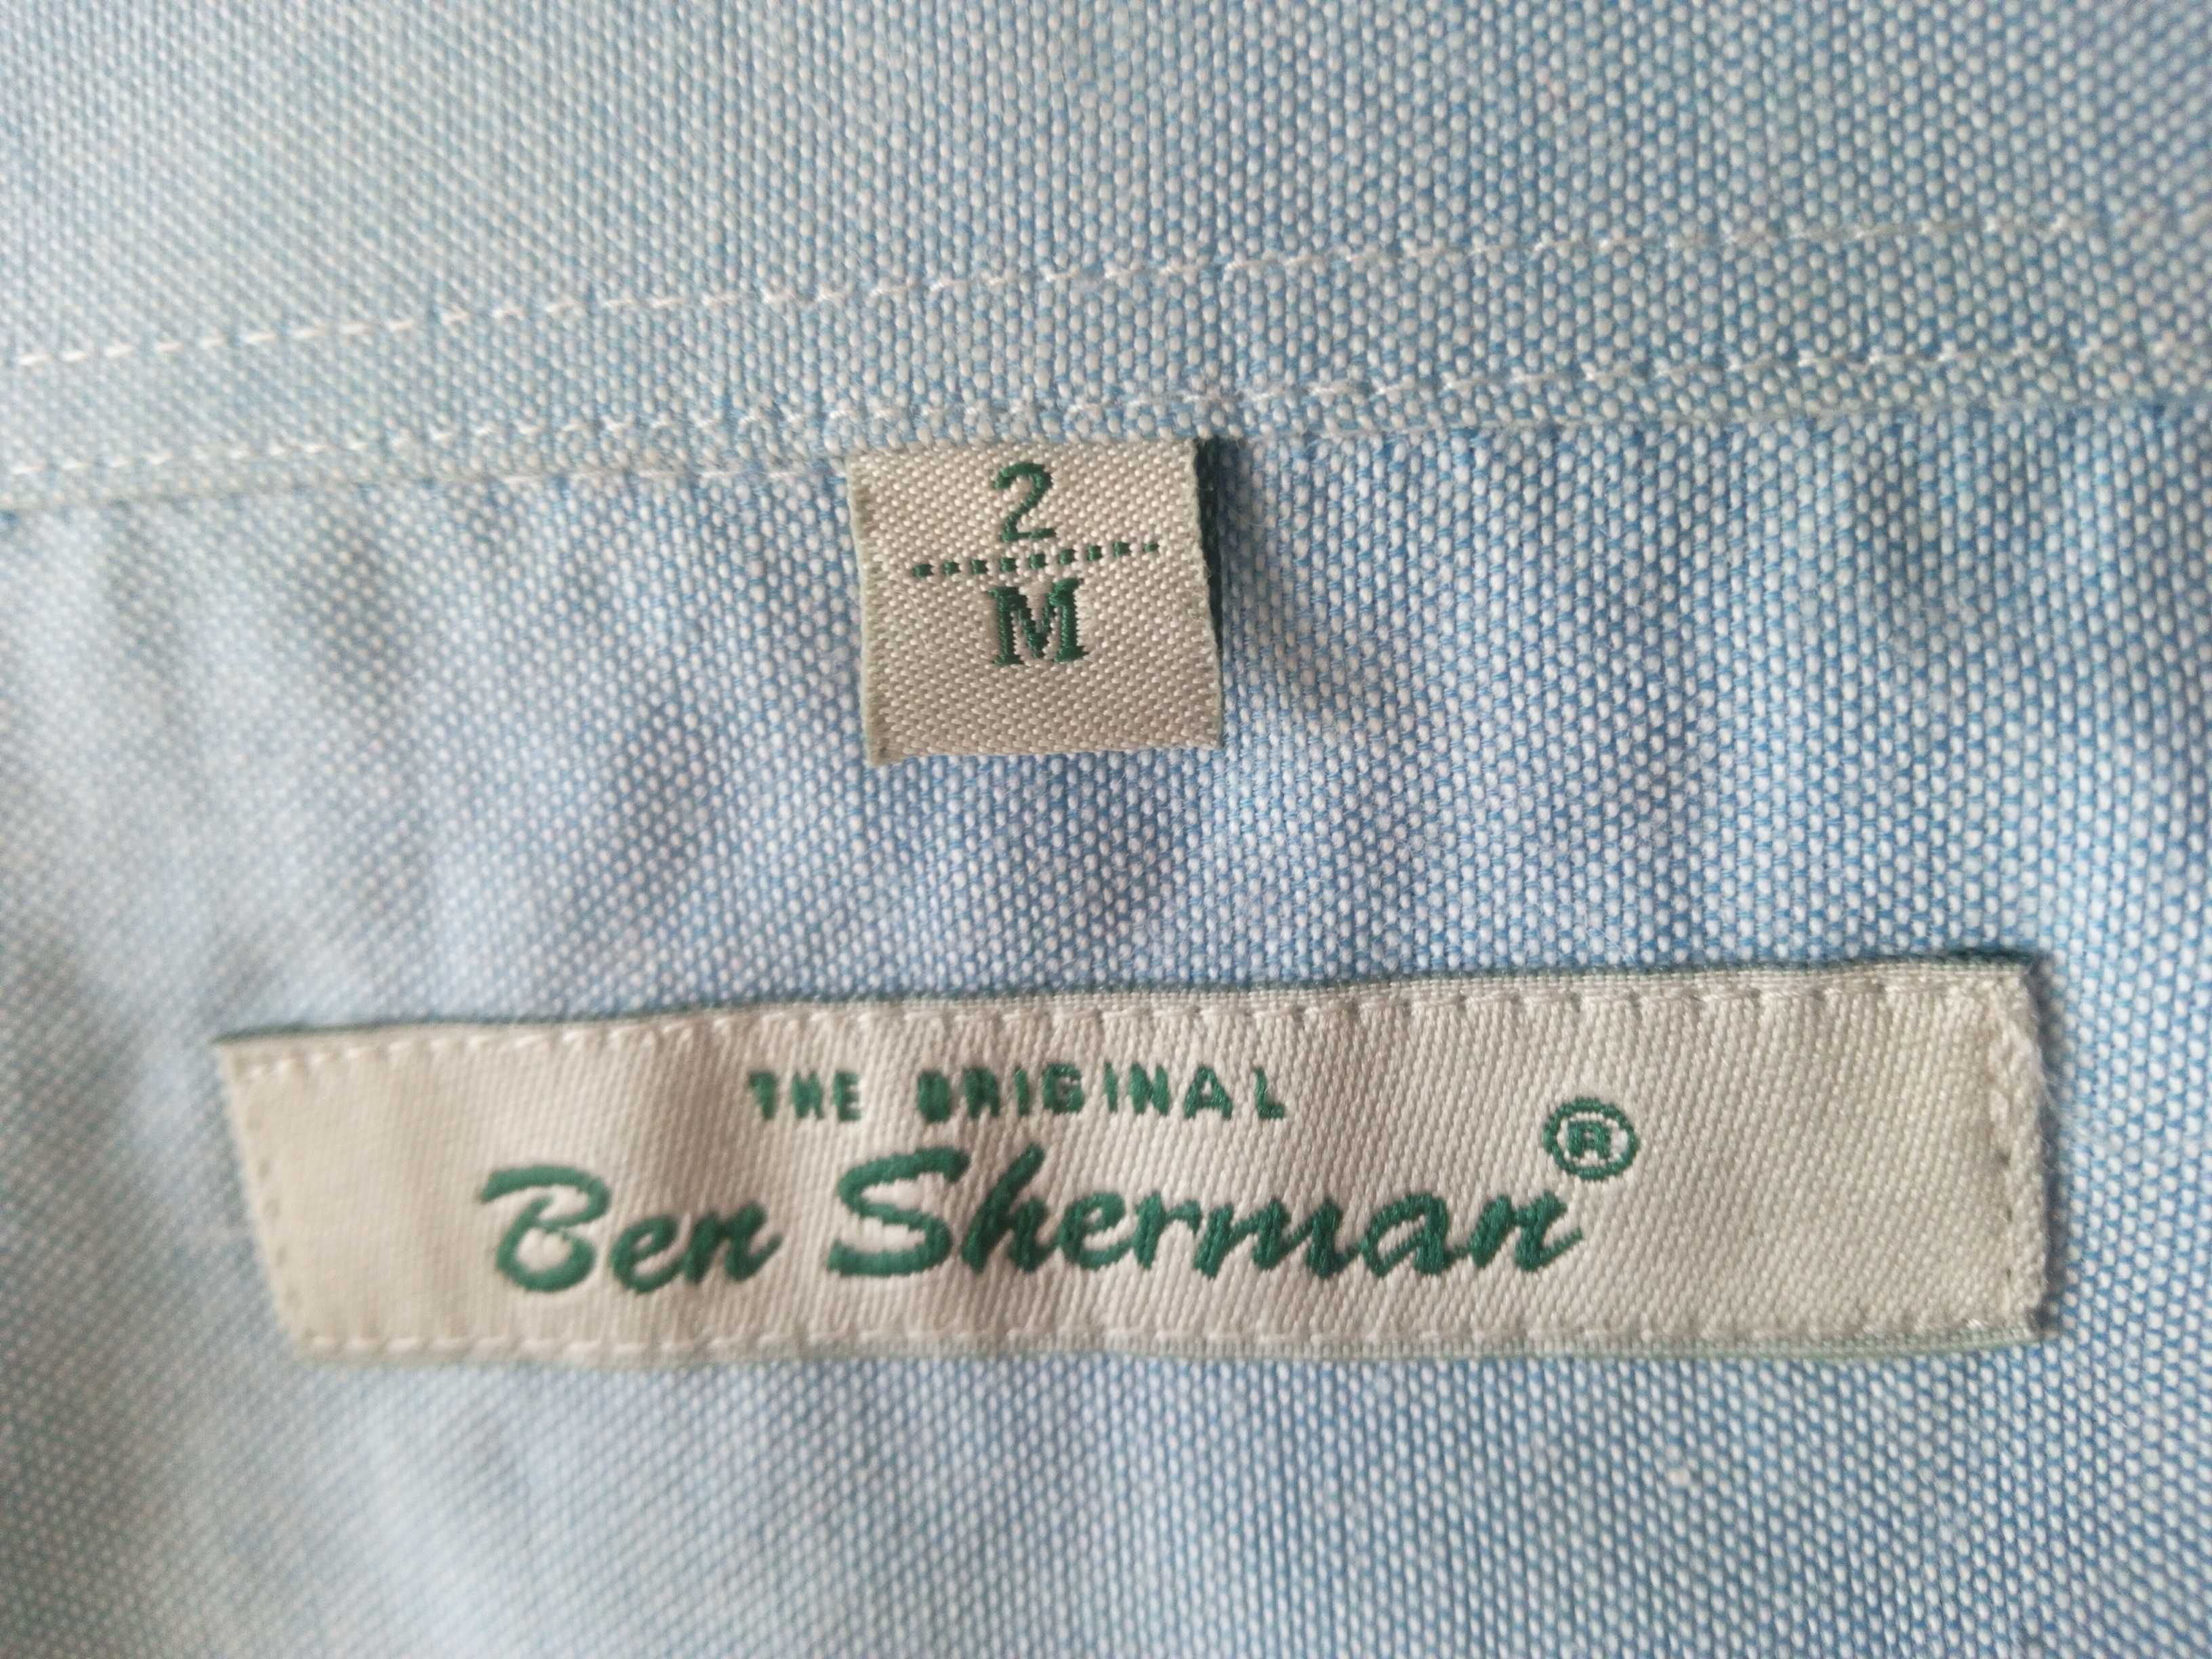 2
M
THE ORIGINAL
Ben Sherman®